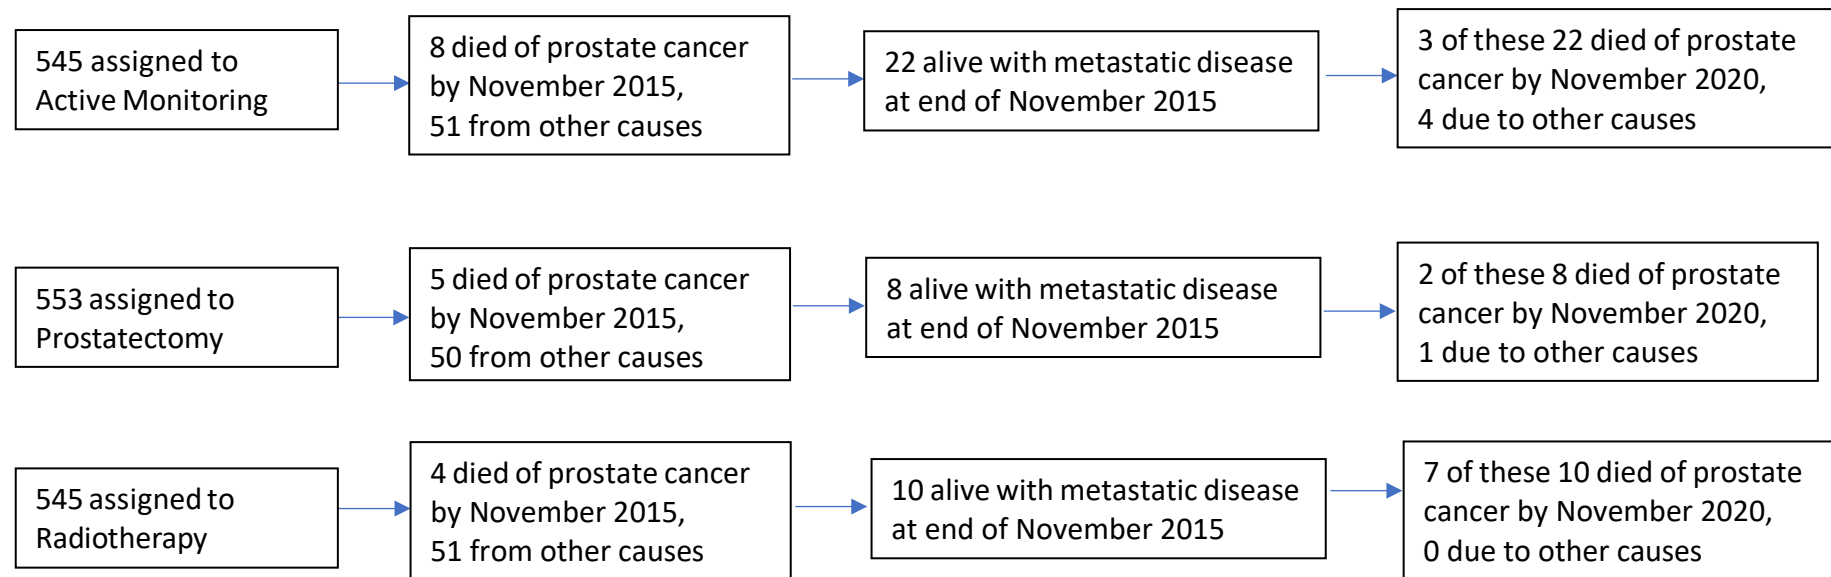 545 assigned to
Active Monitoring
8 died of prostate cancer
by November 2015,
51 from other causes
22 alive with metastatic disease
at end of November 2015
3 of these 22 died of prostate
cancer by November 2020,
4 due to other causes
553 assigned to
Prostatectomy
5 died of prostate cancer
by November 2015,
50 from other causes
8 alive with metastatic disease
at end of November 2015
2 of these 8 died of prostate
cancer by November 2020,
1 due to other causes
545 assigned to
Radiotherapy
4 died of prostate cancer
by November 2015,
51 from other causes
10 alive with metastatic disease
at end of November 2015
7 of these 10 died of prostate
cancer by November 2020,
0 due to other causes